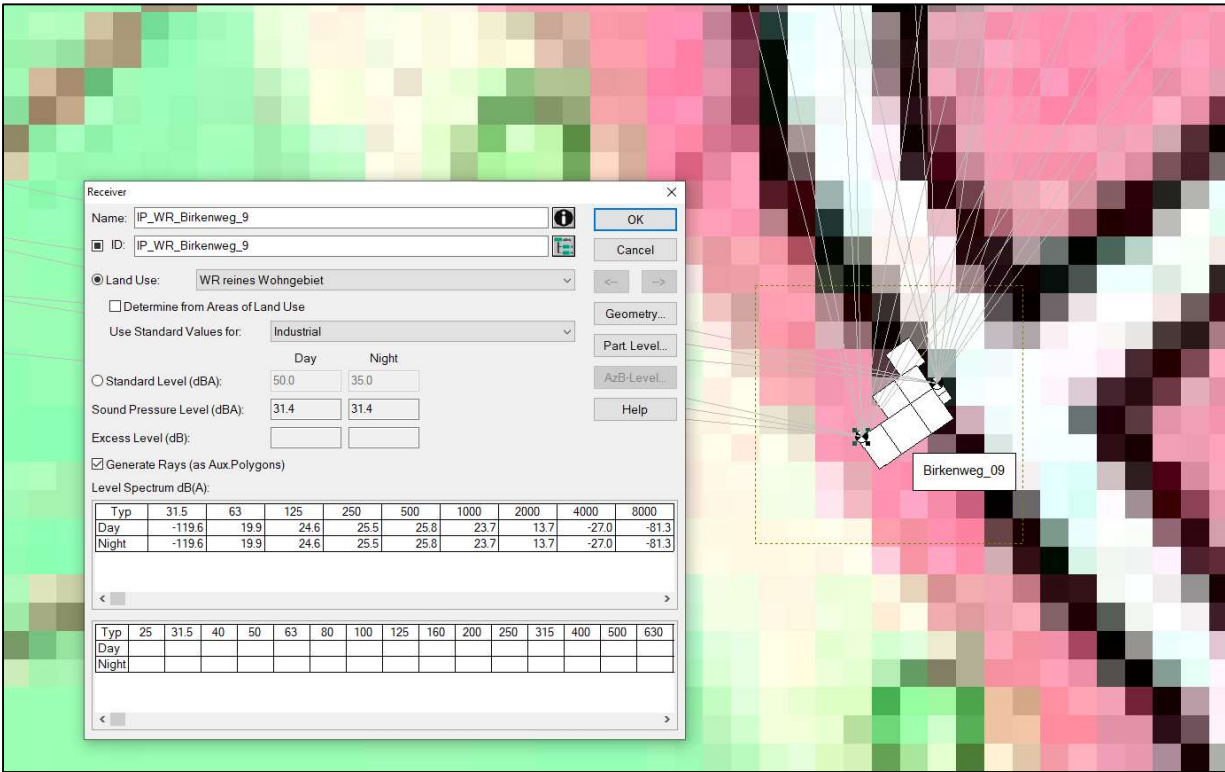 Receiver
Name: IP_WR_Birkenweg_9 OK
ID: IP_WR_Birkenweg_9 Cancel
Land Use: WR reines Wohngebiet <-- -->
Determine from Areas of Land Use Geometry...
Use Standard Values for: Industrial Part. Level...
Day Night
Standard Level (dBA): 50.0 35.0 AzB-Level...
Sound Pressure Level (dBA): 31.4 31.4 Help
Excess Level (dB):
Generate Rays (as Aux.Polygons)
Level Spectrum dB(A):
Typ 31.5 63 125 250 500 1000 2000 4000 8000
Day -119.6 19.9 24.6 25.5 25.8 23.7 13.7 -27.0 -81.3
Night -119.6 19.9 24.6 25.5 25.8 23.7 13.7 -27.0 -81.3
Typ 25 31.5 40 50 63 80 100 125 160 200 250 315 400 500 630
Day
Night
Birkenweg_09